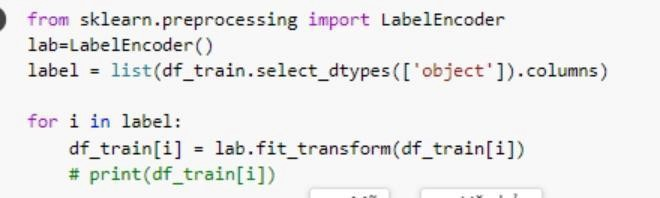 from sklearn.preprocessing import LabelEncoder
lab=LabelEncoder()
label = list(df_train.select_dtypes(['object']).columns)
for i in label:
df_train[i] = lab.fit_transform(df_train[i])
# print(df_train[i])